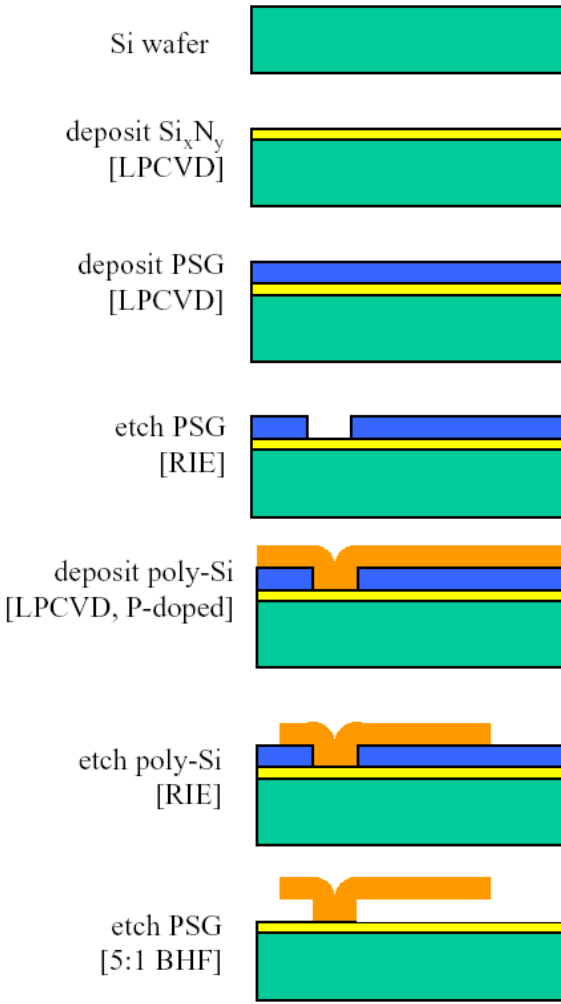 Si wafer
deposit SiₓNᵧ
[LPCVD]
deposit PSG
[LPCVD]
etch PSG
[RIE]
deposit poly-Si
[LPCVD, P-doped]
etch poly-Si
[RIE]
etch PSG
[5:1 BHF]